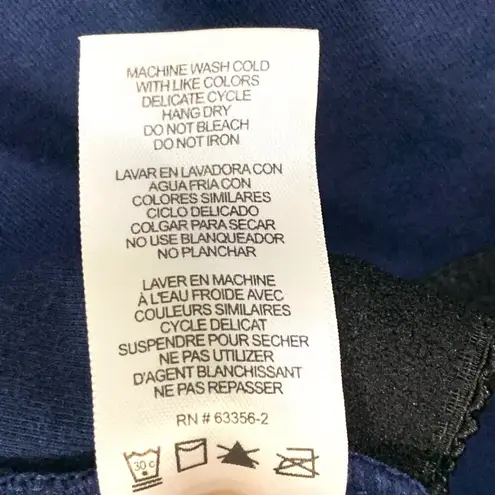 MACHINE WASH COLD
WITH LIKE COLORS
DELICATE CYCLE
HANG DRY
DO NOT BLEACH
DO NOT IRON
LAVAR EN LAVADORA CON
AGUA FRIA CON
COLORES SIMILARES
CICLO DELICADO
COLGAR PARA SECAR
NO USE BLANQUEADOR
NO PLANCHAR
LAVER EN MACHINE
À L'EAU FROIDE AVEC
COULEURS SIMILARES
CYCLE DELICAT
SUSPENDRE POUR SECHER
NE PAS UTILIZER
D'AGENT BLANCHISSANT
NE PAS REPASSER
RN # 63356-2
30 c